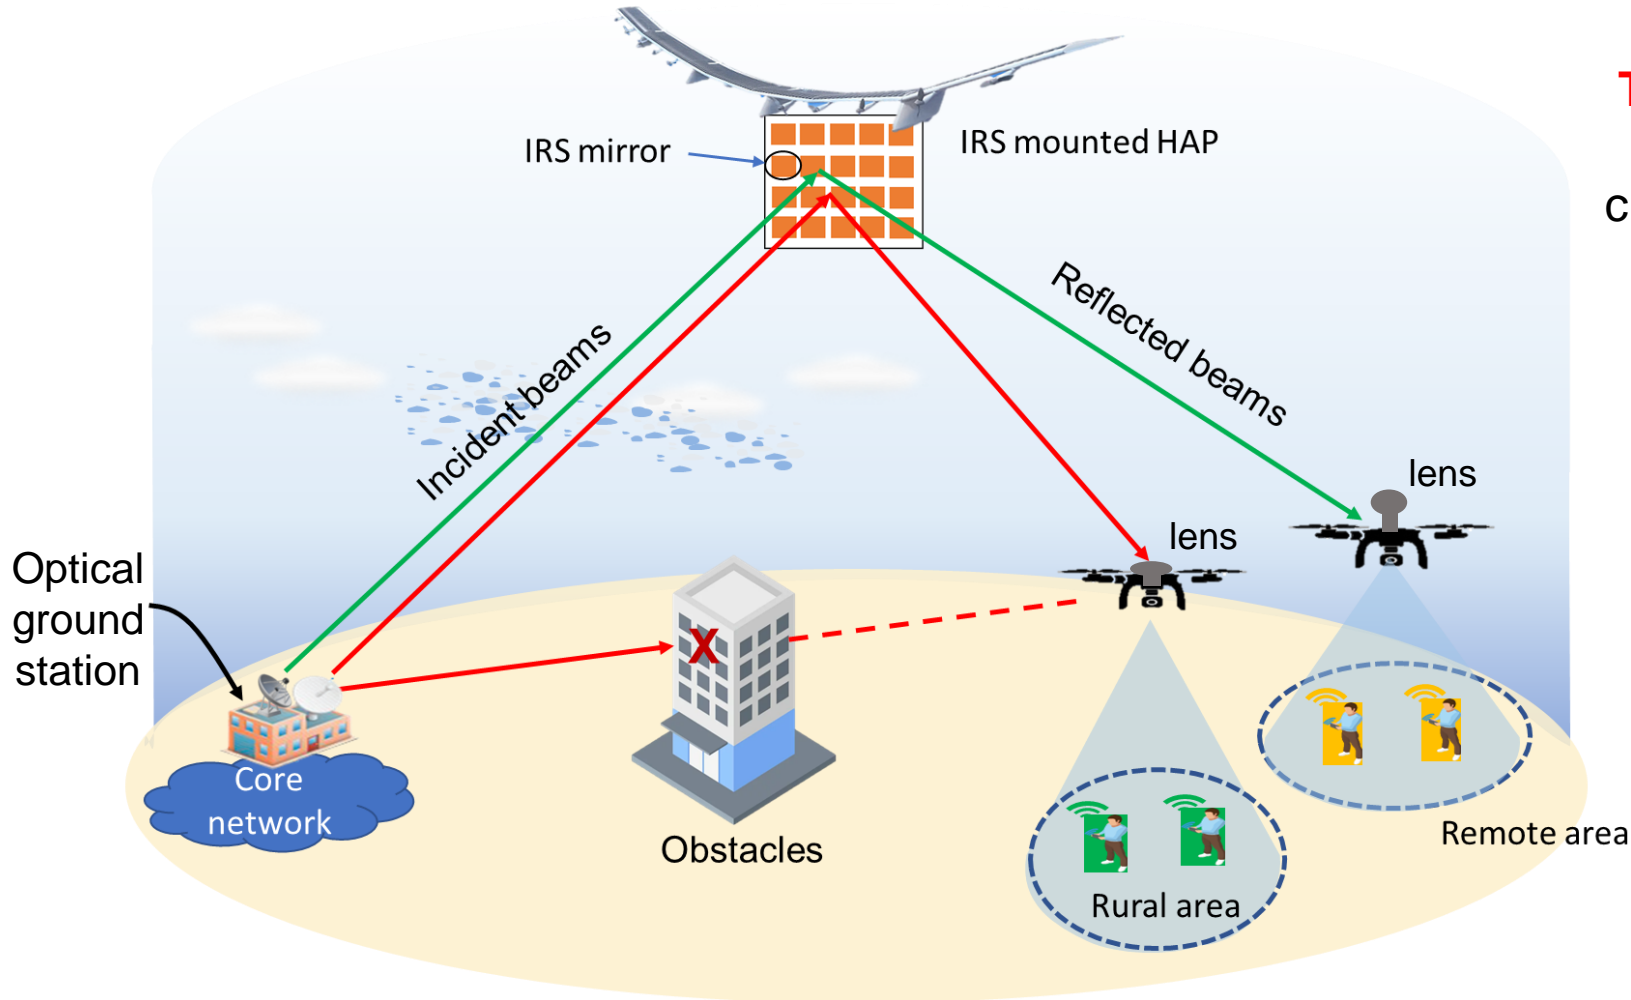 IRS mirror
IRS mounted HAP
Incident beams
Reflected beams
lens
lens
Optical
ground
station
X
Core
network
Obstacles
Rural area
Remote area